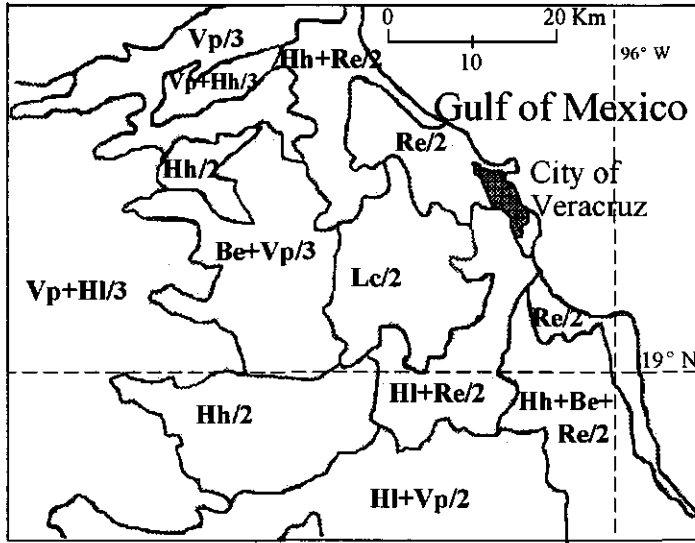 0 20 Km
10
96° W
Vp/3
Vp+Hh/3
Hh+Re/2
Gulf of Mexico
Re/2
Hh/2
City of
Veracruz
Be+Vp/3
Lc/2
Vp+Hl/3
Re/2
19° N
Hl+Re/2
Hh+Be+
Re/2
Hh/2
Hl+Vp/2